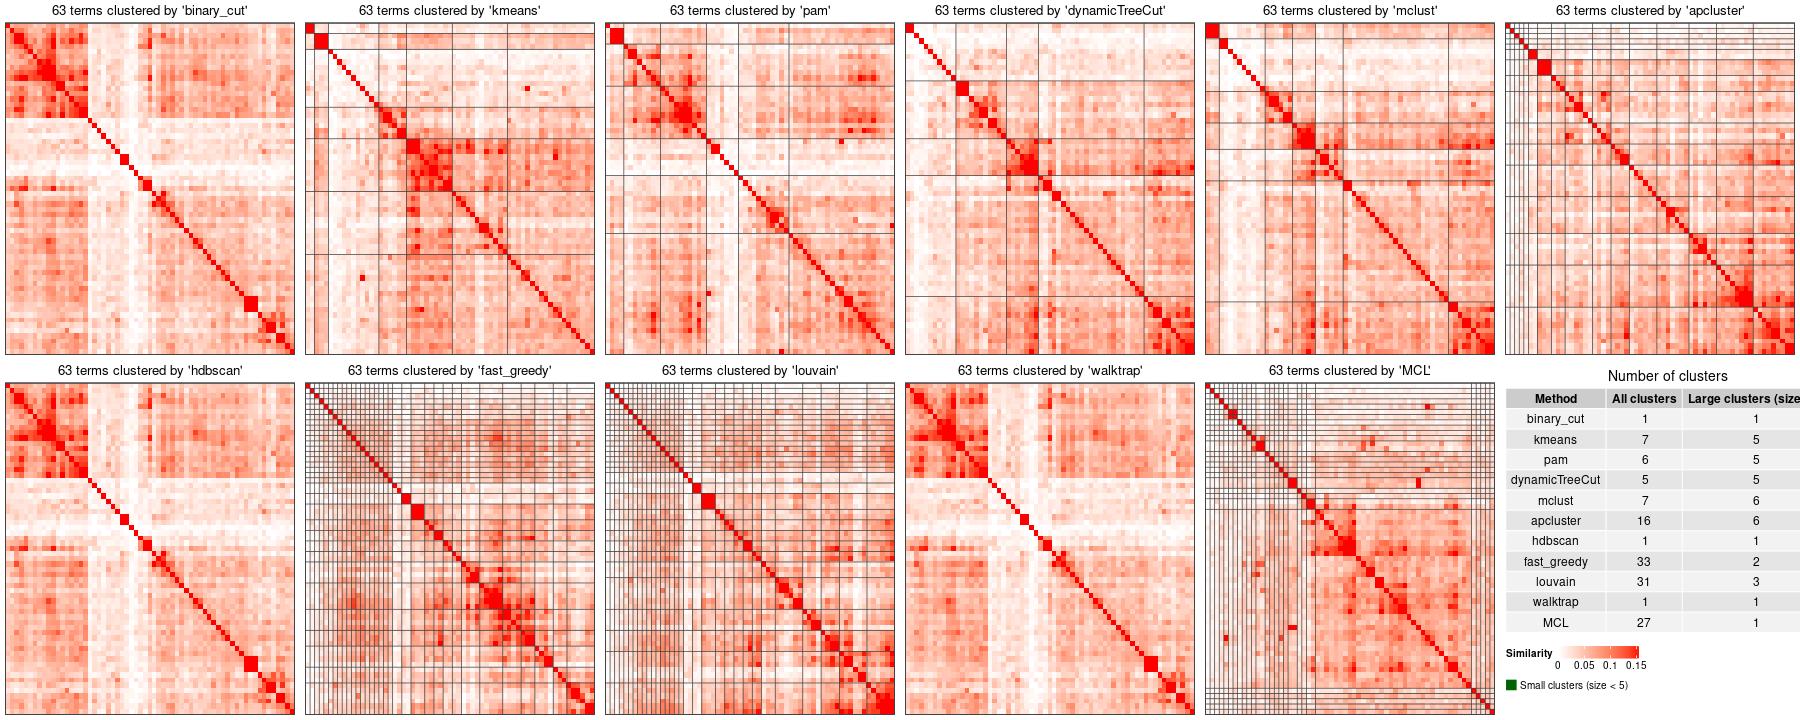 63 terms clustered by 'binary_cut'
63 terms clustered by 'kmeans'
63 terms clustered by 'pam'
63 terms clustered by 'dynamicTreeCut'
63 terms clustered by 'mclust'
63 terms clustered by 'apcluster'
63 terms clustered by 'hdbscan'
63 terms clustered by 'fast_greedy'
63 terms clustered by 'louvain'
63 terms clustered by 'walktrap'
63 terms clustered by 'MCL'
Number of clusters
Method All clusters Large clusters (size
binary_cut 1 1
kmeans 7 5
pam 6 5
dynamicTreeCut 5 5
mclust 7 6
apcluster 16 6
hdbscan 1 1
fast_greedy 33 2
louvain 31 3
walktrap 1 1
MCL 27 1
Similarity
0 0.05 0.1 0.15
Small clusters (size < 5)